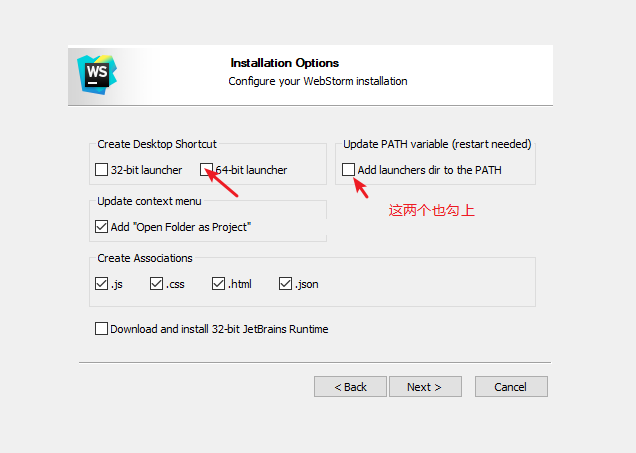 WS
Installation Options
Configure your WebStorm installation
Create Desktop Shortcut
32-bit launcher
64-bit launcher
Update PATH variable (restart needed)
Add launchers dir to the PATH
这两个也勾上
Update context menu
Add "Open Folder as Project"
Create Associations
.js
.css
.html
.json
Download and install 32-bit JetBrains Runtime
< Back
Next >
Cancel